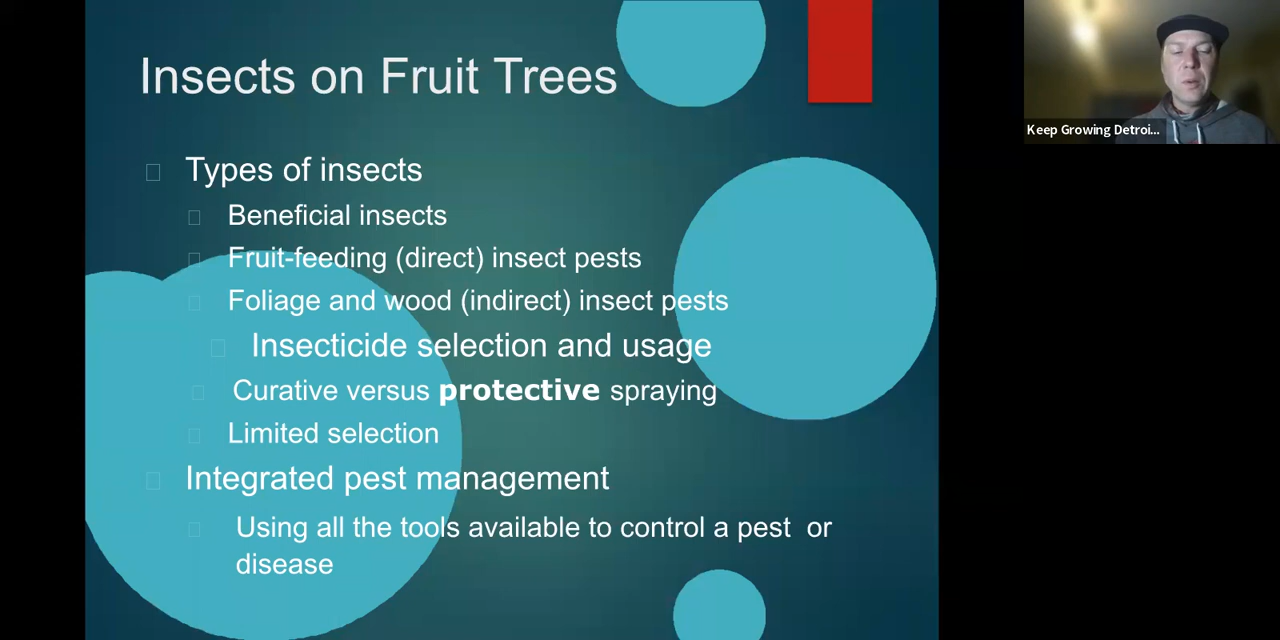 Insects on Fruit Trees
Types of insects
Beneficial insects
Fruit-feeding (direct) insect pests
Foliage and wood (indirect) insect pests
Insecticide selection and usage
Curative versus protective spraying
Limited selection
Integrated pest management
Using all the tools available to control a pest or
disease
Keep Growing Detroi...